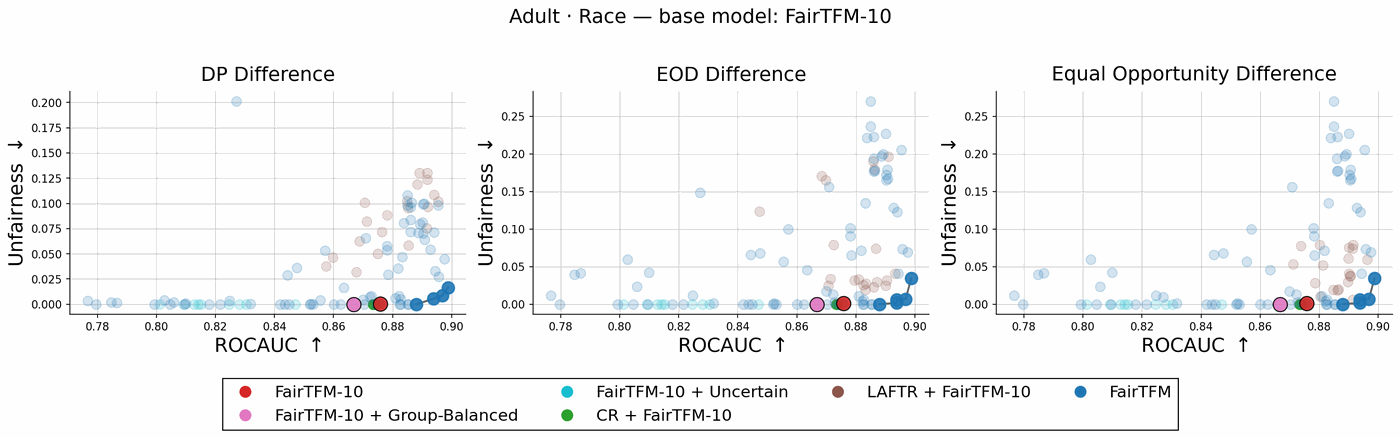 Adult · Race — base model: FairTFM-10
DP Difference
EOD Difference
Equal Opportunity Difference
Unfairness ↓
0.200
0.175
0.150
0.125
0.100
0.075
0.050
0.025
0.000
0.78 0.80 0.82 0.84 0.86 0.88 0.90
ROCAUC ↑
Unfairness ↓
0.25
0.20
0.15
0.10
0.05
0.00
0.78 0.80 0.82 0.84 0.86 0.88 0.90
ROCAUC ↑
Unfairness ↓
0.25
0.20
0.15
0.10
0.05
0.00
0.78 0.80 0.82 0.84 0.86 0.88 0.90
ROCAUC ↑
FairTFM-10
FairTFM-10 + Uncertain
LAFTR + FairTFM-10
FairTFM
FairTFM-10 + Group-Balanced
CR + FairTFM-10